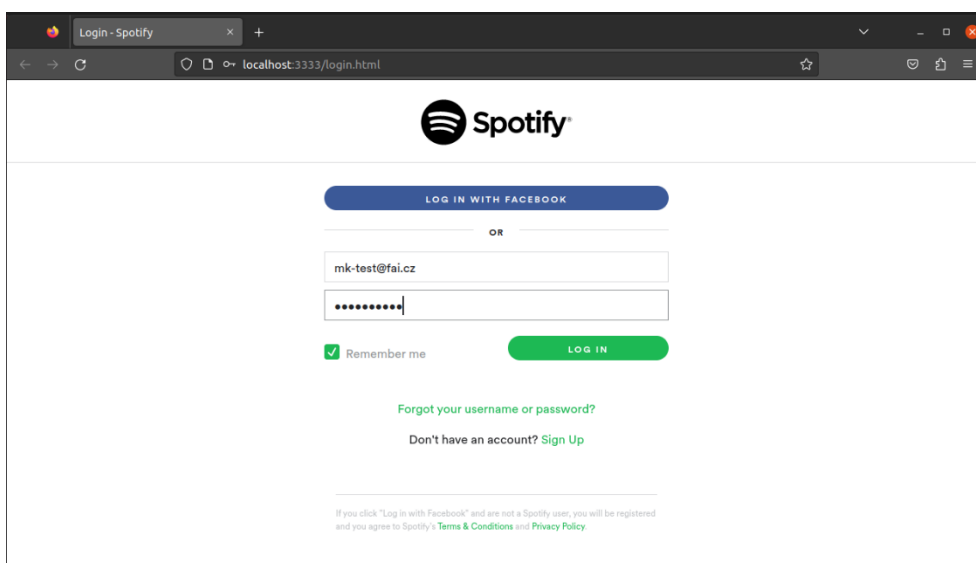 Login - Spotify
localhost:3333/login.html
Spotify®
LOG IN WITH FACEBOOK
OR
mk-test@fai.cz
••••••••••
Remember me
LOG IN
Forgot your username or password?
Don't have an account? Sign Up
If you click "Log in with Facebook" and are not a Spotify user, you will be registered
and you agree to Spotify's Terms & Conditions and Privacy Policy.